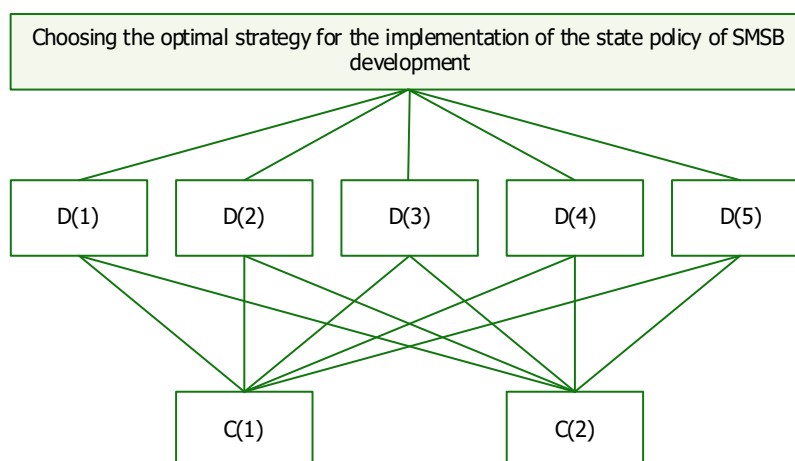 Choosing the optimal strategy for the implementation of the state policy of SMSB
development
D(1) D(2) D(3) D(4) D(5)
C(1) C(2)